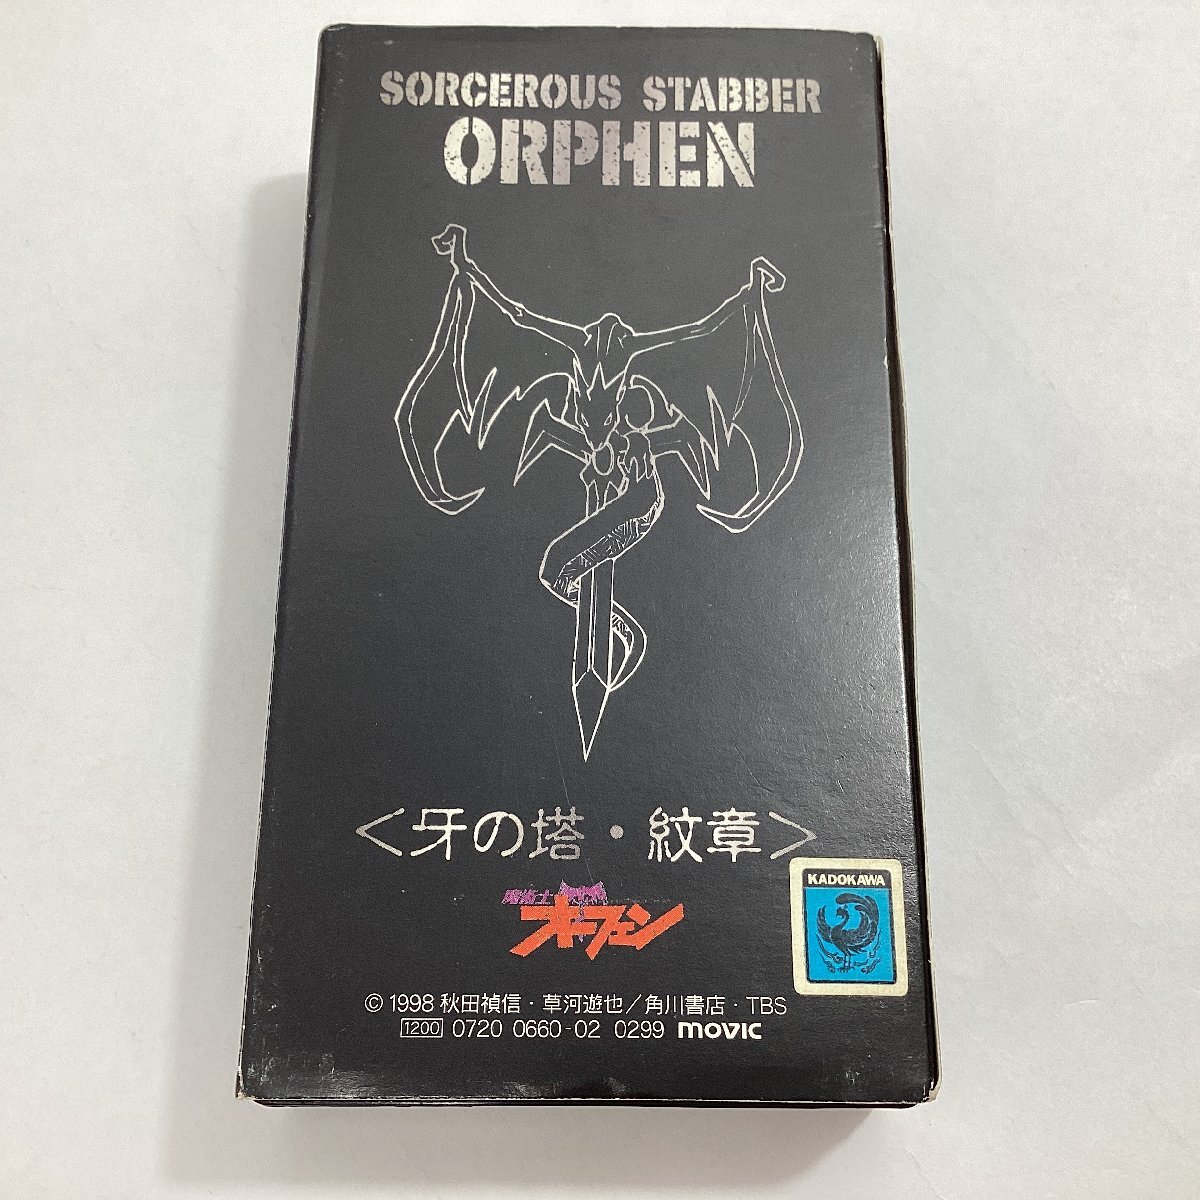 SORCEROUS STABBER
ORPHEN
<牙の塔・紋章>
KADOKAWA
魔術士
オーフェン
© 1998 秋田禎信・草河遊也/角川書店・TBS
1200 0720 0660-02 0299 movic